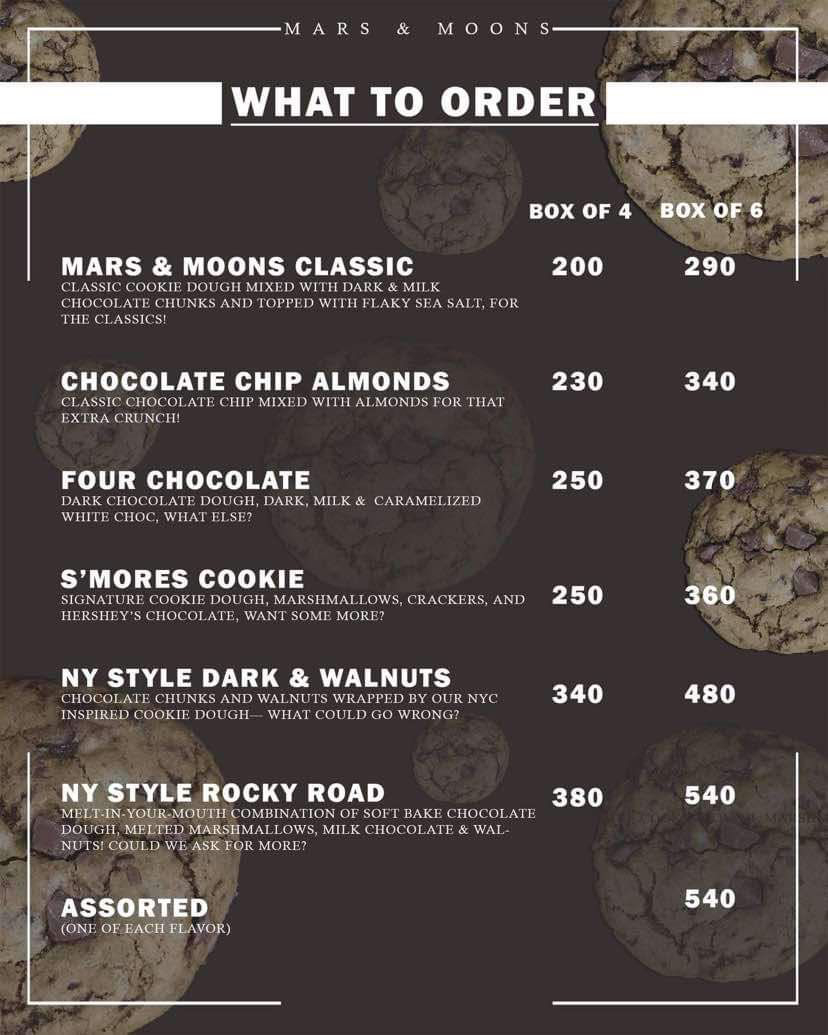 MARS & MOONS
WHAT TO ORDER
BOX OF 4 BOX OF 6
MARS & MOONS CLASSIC 200 290
CLASSIC COOKIE DOUGH MIXED WITH DARK & MILK
CHOCOLATE CHUNKS AND TOPPED WITH FLAKY SEA SALT, FOR
THE CLASSICS!
CHOCOLATE CHIP ALMONDS 230 340
CLASSIC CHOCOLATE CHIP MIXED WITH ALMONDS FOR THAT
EXTRA CRUNCH!
FOUR CHOCOLATE 250 370
DARK CHOCOLATE DOUGH, DARK, MILK & CARAMELIZED
WHITE CHOC, WHAT ELSE?
S'MORES COOKIE 250 360
SIGNATURE COOKIE DOUGH, MARSHMALLOWS, CRACKERS, AND
HERSHEY'S CHOCOLATE, WANT SOME MORE?
NY STYLE DARK & WALNUTS 340 480
CHOCOLATE CHUNKS AND WALNUTS WRAPPED BY OUR NYC
INSPIRED COOKIE DOUGH— WHAT COULD GO WRONG?
NY STYLE ROCKY ROAD 380 540
MELT-IN-YOUR-MOUTH COMBINATION OF SOFT BAKE CHOCOLATE
DOUGH, MELTED MARSHMALLOWS, MILK CHOCOLATE & WAL-
NUTS! COULD WE ASK FOR MORE?
ASSORTED 540
(ONE OF EACH FLAVOR)